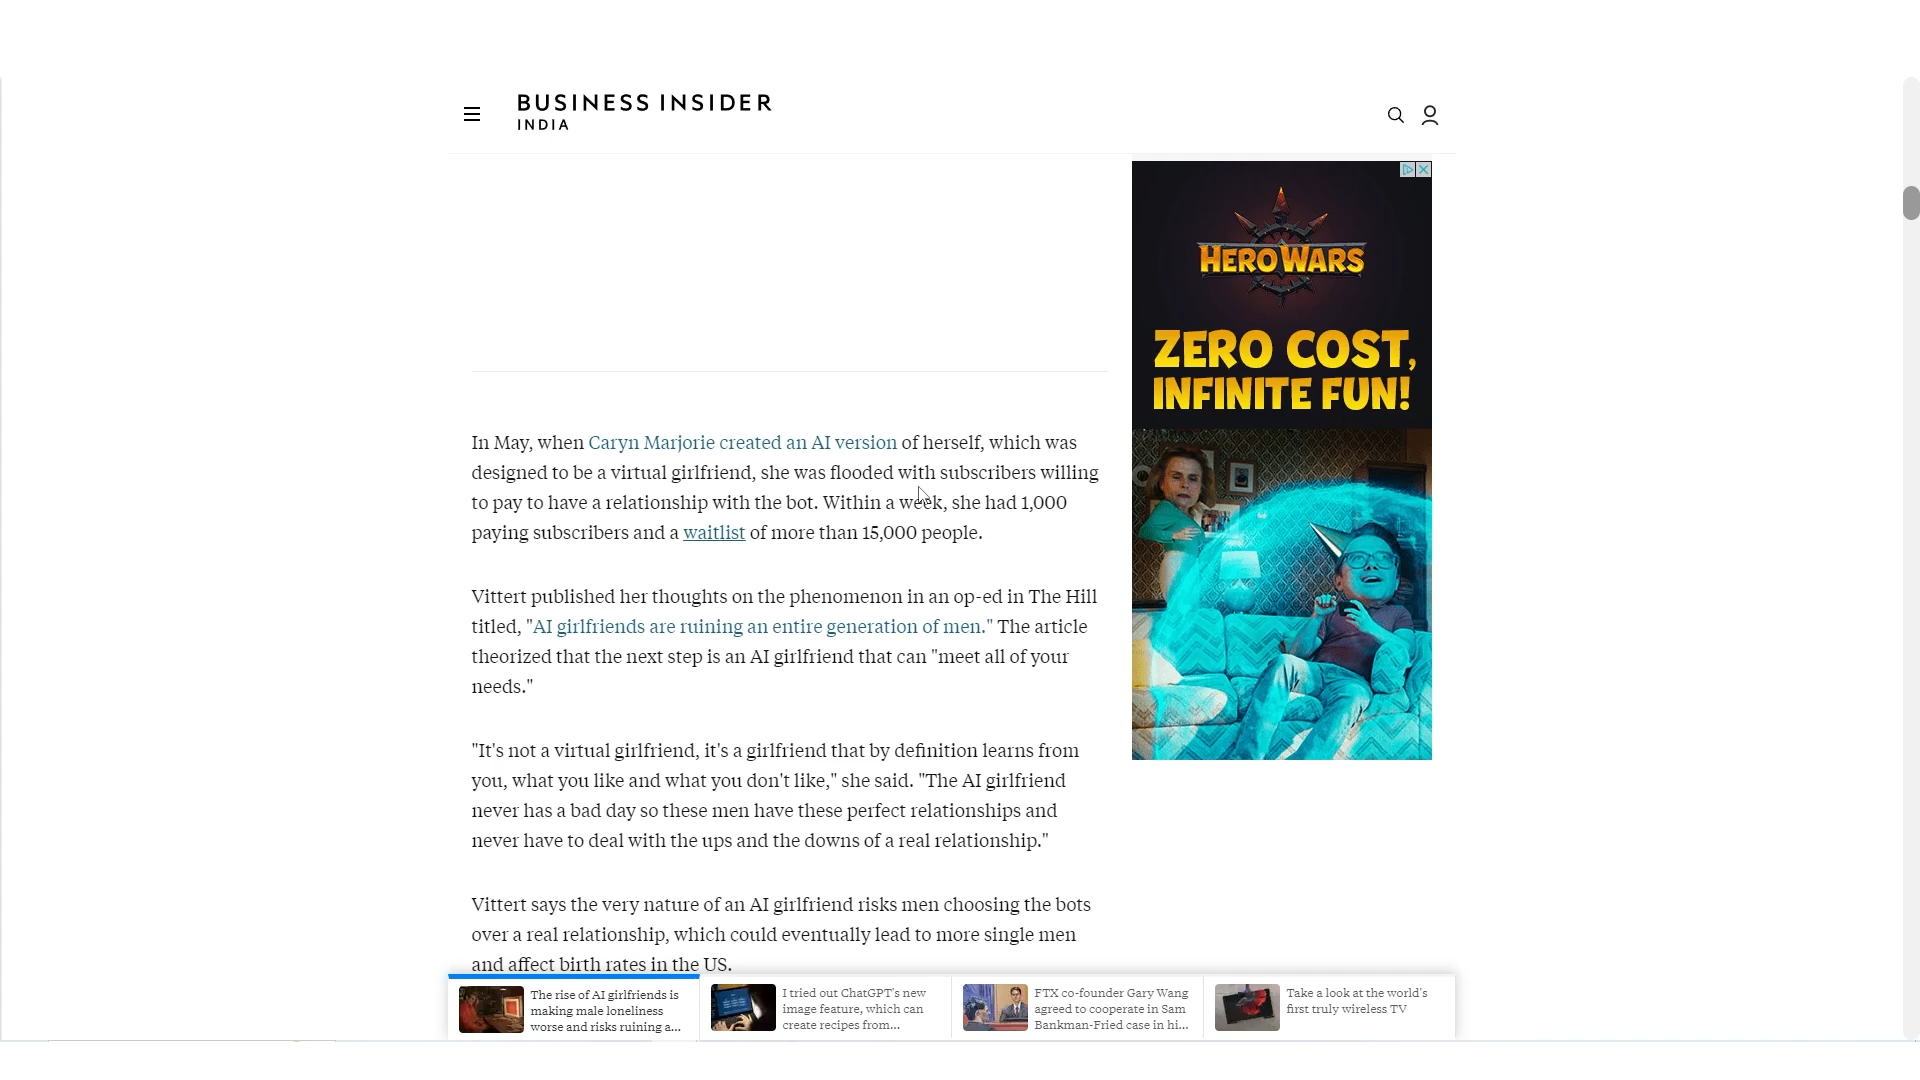 BUSINESS INSIDER
INDIA
HERO WARS
ZERO COST,
INFINITE FUN!
In May, when Caryn Marjorie created an AI version of herself, which was
designed to be a virtual girlfriend, she was flooded with subscribers willing
to pay to have a relationship with the bot. Within a week, she had 1,000
paying subscribers and a waitlist of more than 15,000 people.
Vittert published her thoughts on the phenomenon in an op-ed in The Hill
titled, "AI girlfriends are ruining an entire generation of men." The article
theorized that the next step is an AI girlfriend that can "meet all of your
needs."
"It's not a virtual girlfriend, it's a girlfriend that by definition learns from
you, what you like and what you don't like," she said. "The AI girlfriend
never has a bad day so these men have these perfect relationships and
never have to deal with the ups and the downs of a real relationship."
Vittert says the very nature of an AI girlfriend risks men choosing the bots
over a real relationship, which could eventually lead to more single men
and affect birth rates in the US.
The rise of AI girlfriends is
making male loneliness
worse and risks ruining a...
I tried out ChatGPT's new
image feature, which can
create recipes from...
FTX co-founder Gary Wang
agreed to cooperate in Sam
Bankman-Fried case in hi...
Take a look at the world's
first truly wireless TV